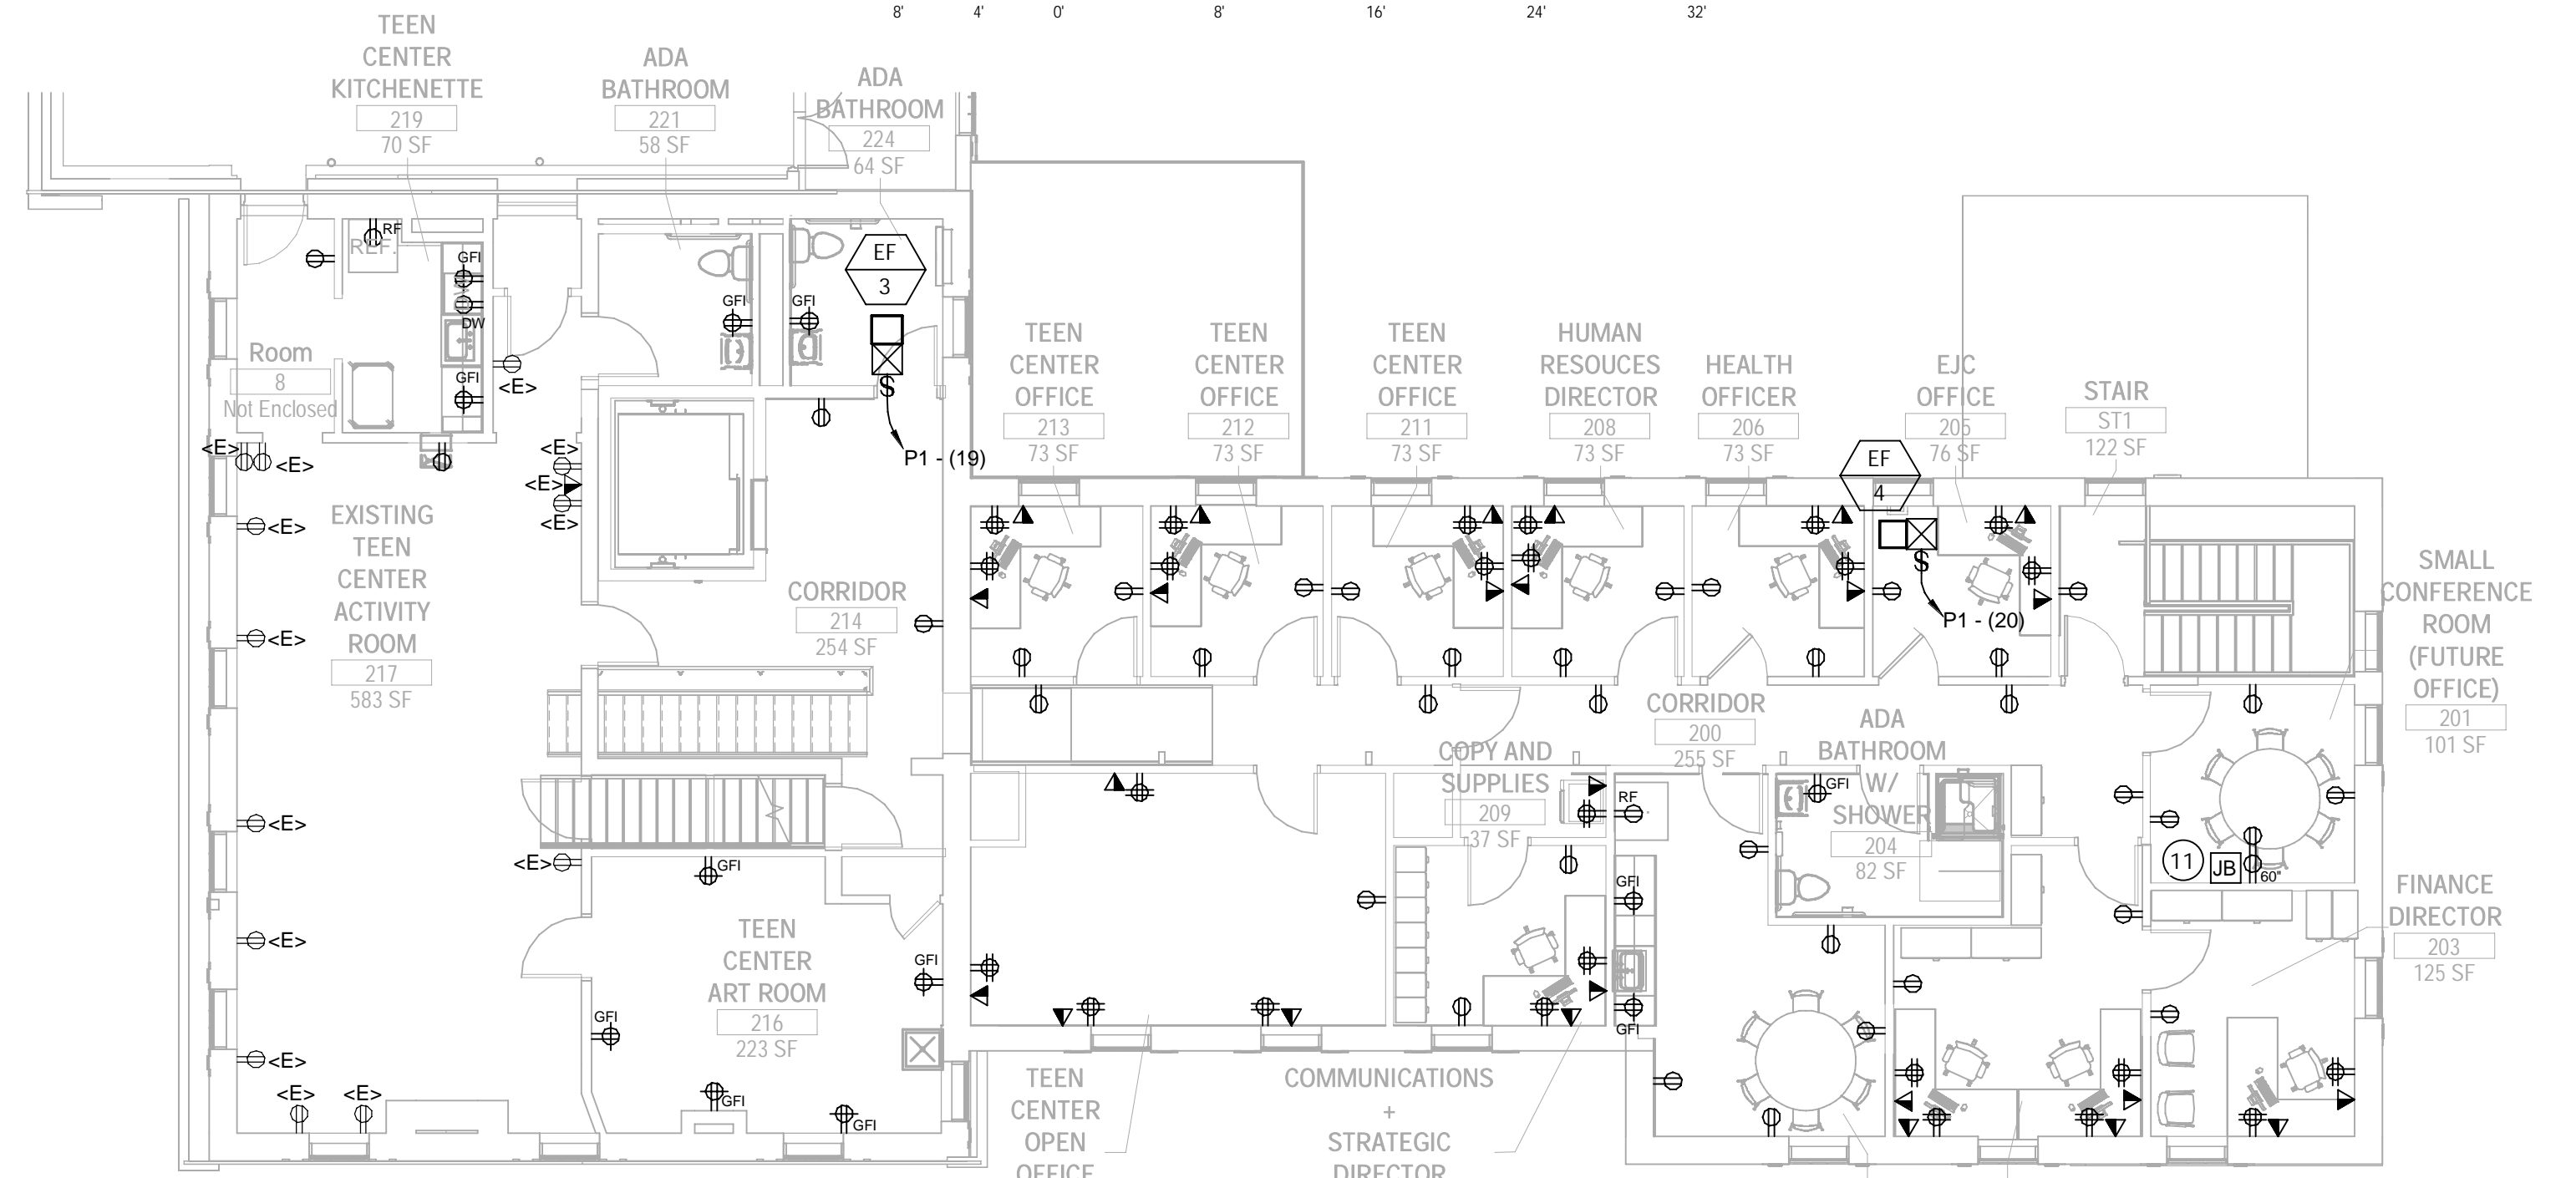 8' 4' 0' 8' 16' 24' 32'
TEEN
CENTER
KITCHENETTE
219
70 SF
ADA
BATHROOM
221
58 SF
ADA
BATHROOM
224
64 SF
RF
REF.
GFI
DW
GFI
<E>
GFI
GFI
EF
3
S
P1 - (19)
Room
8
Not Enclosed
<E>
<E>
<E>
<E>
<E>
TEEN
CENTER
OFFICE
213
73 SF
TEEN
CENTER
OFFICE
212
73 SF
TEEN
CENTER
OFFICE
211
73 SF
HUMAN
RESOUCES
DIRECTOR
208
73 SF
HEALTH
OFFICER
206
73 SF
EJC
OFFICE
205
76 SF
STAIR
ST1
122 SF
EF
4
S
P1 - (20)
EXISTING
TEEN
CENTER
ACTIVITY
ROOM
217
583 SF
<E>
<E>
<E>
<E>
<E>
<E>
<E>
<E>
CORRIDOR
214
254 SF
SMALL
CONFERENCE
ROOM
(FUTURE
OFFICE)
201
101 SF
CORRIDOR
200
255 SF
COPY AND
SUPPLIES
209
37 SF
RF
ADA
BATHROOM
W/
SHOWER
204
82 SF
GFI
GFI
GFI
11
JB
60"
FINANCE
DIRECTOR
203
125 SF
GFI
GFI
GFI
GFI
GFI
TEEN
CENTER
ART ROOM
216
223 SF
TEEN
CENTER
OPEN
OFFICE
COMMUNICATIONS
+
STRATEGIC
DIRECTOR